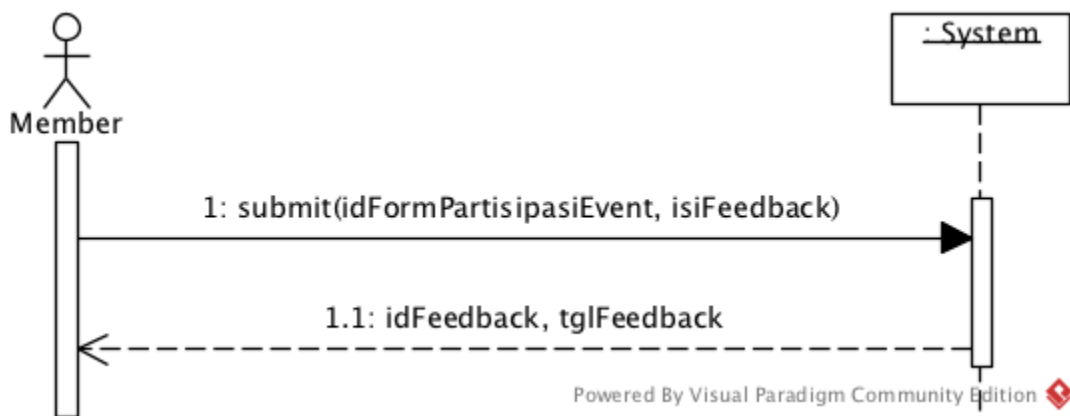 : System
Member
1: submit(idFormPartisipasiEvent, isiFeedback)
1.1: idFeedback, tglFeedback
Powered By Visual Paradigm Community Edition